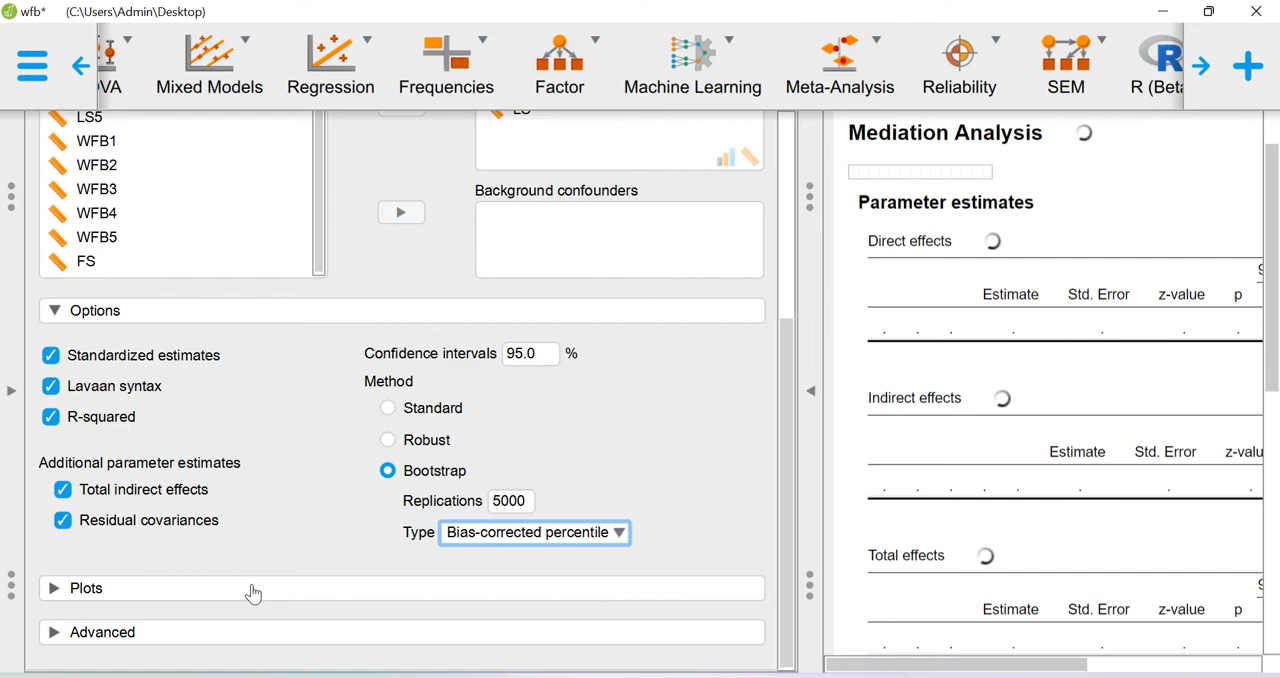 wfb* (C:\Users\Admin\Desktop)
VA Mixed Models Regression Frequencies Factor Machine Learning Meta-Analysis Reliability SEM R (Beta
LS5
WFB1
WFB2
WFB3
WFB4
WFB5
FS
LS
Background confounders
Options
Standardized estimates
Lavaan syntax
R-squared
Additional parameter estimates
Total indirect effects
Residual covariances
Confidence intervals 95.0 %
Method
Standard
Robust
Bootstrap
Replications 5000
Type Bias-corrected percentile
Plots
Advanced
Mediation Analysis
Parameter estimates
Direct effects
9
Estimate Std. Error z-value p
. . . . . . .
Indirect effects
Estimate Std. Error z-valu
. . . . . . . .
Total effects
9
Estimate Std. Error z-value p
. . . . . . .